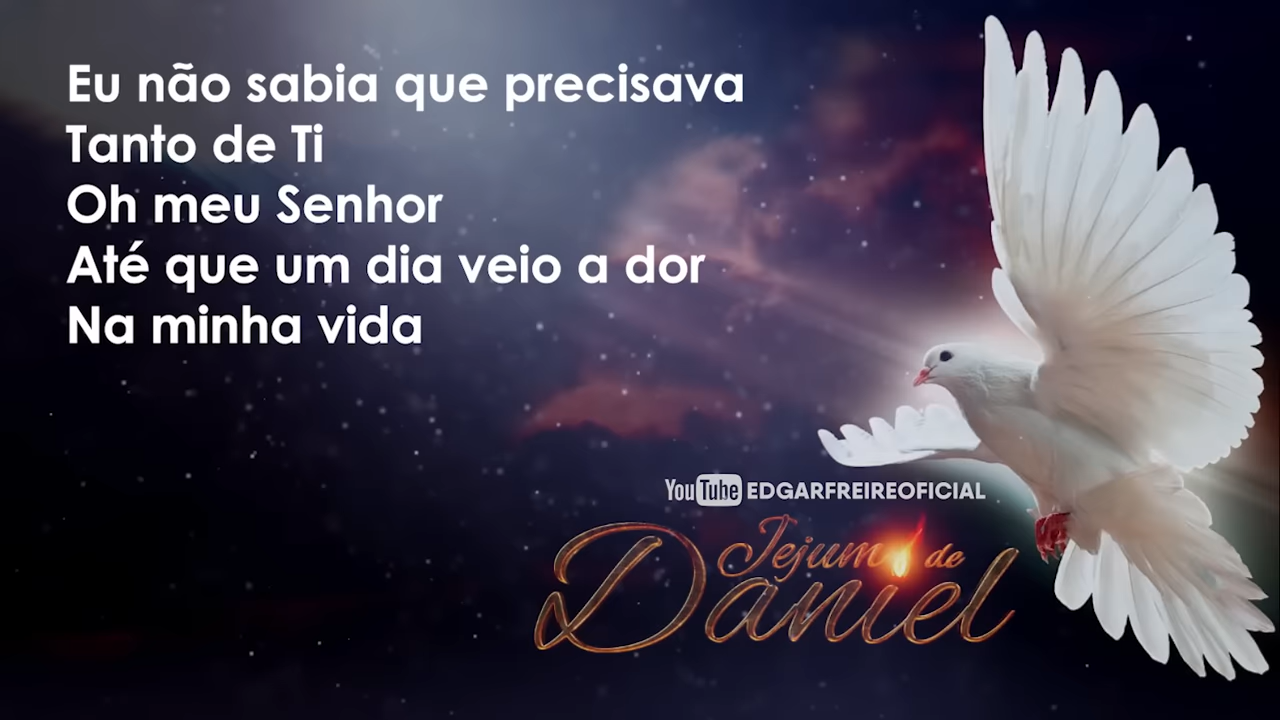 Eu não sabia que precisava
Tanto de Ti
Oh meu Senhor
Até que um dia veio a dor
Na minha vida
YouTube EDGARFREIREOFICIAL
Jejum de
Daniel